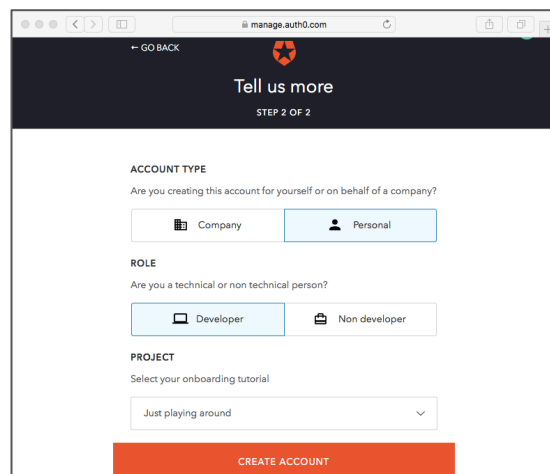 manage.auth0.com
← GO BACK
Tell us more
STEP 2 OF 2
ACCOUNT TYPE
Are you creating this account for yourself or on behalf of a company?
Company
Personal
ROLE
Are you a technical or non technical person?
Developer
Non developer
PROJECT
Select your onboarding tutorial
Just playing around
CREATE ACCOUNT